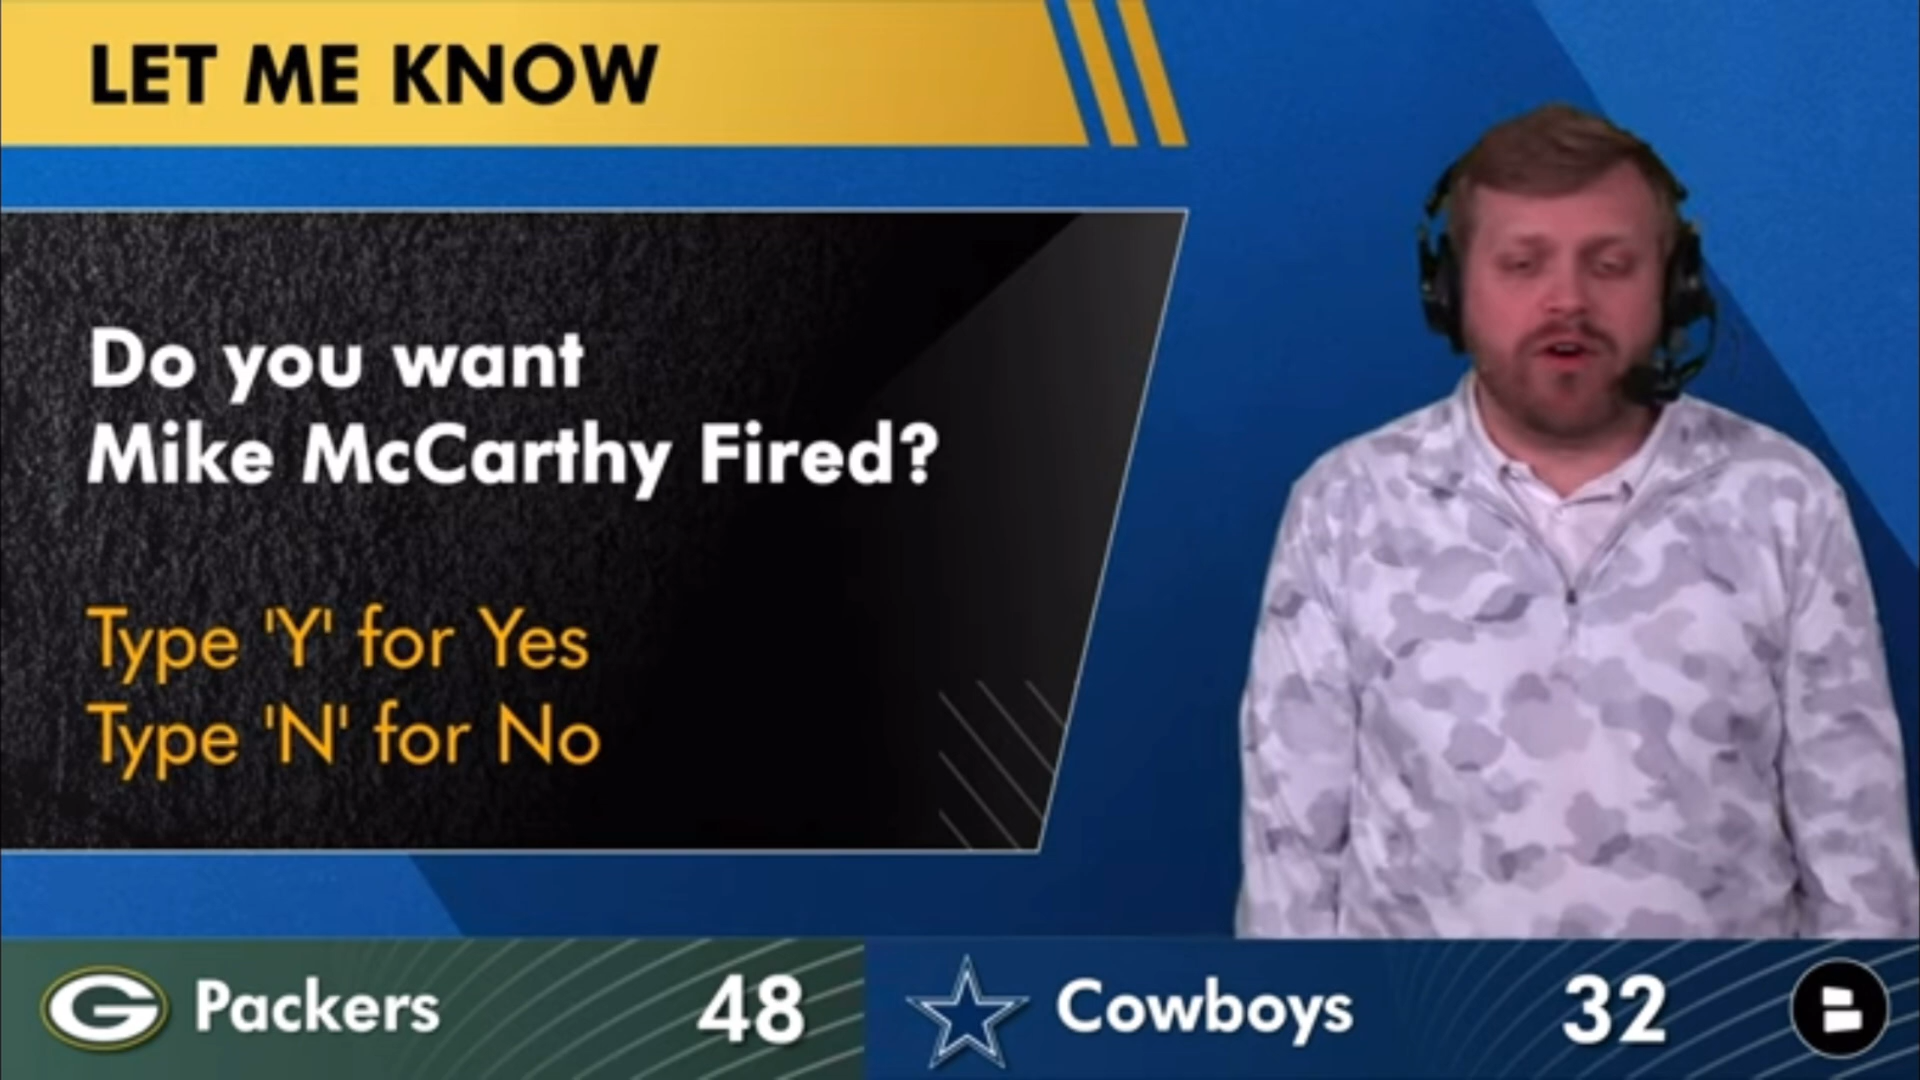 LET ME KNOW
Do you want
Mike McCarthy Fired?
Type 'Y' for Yes
Type 'N' for No
G Packers 48 Cowboys 32